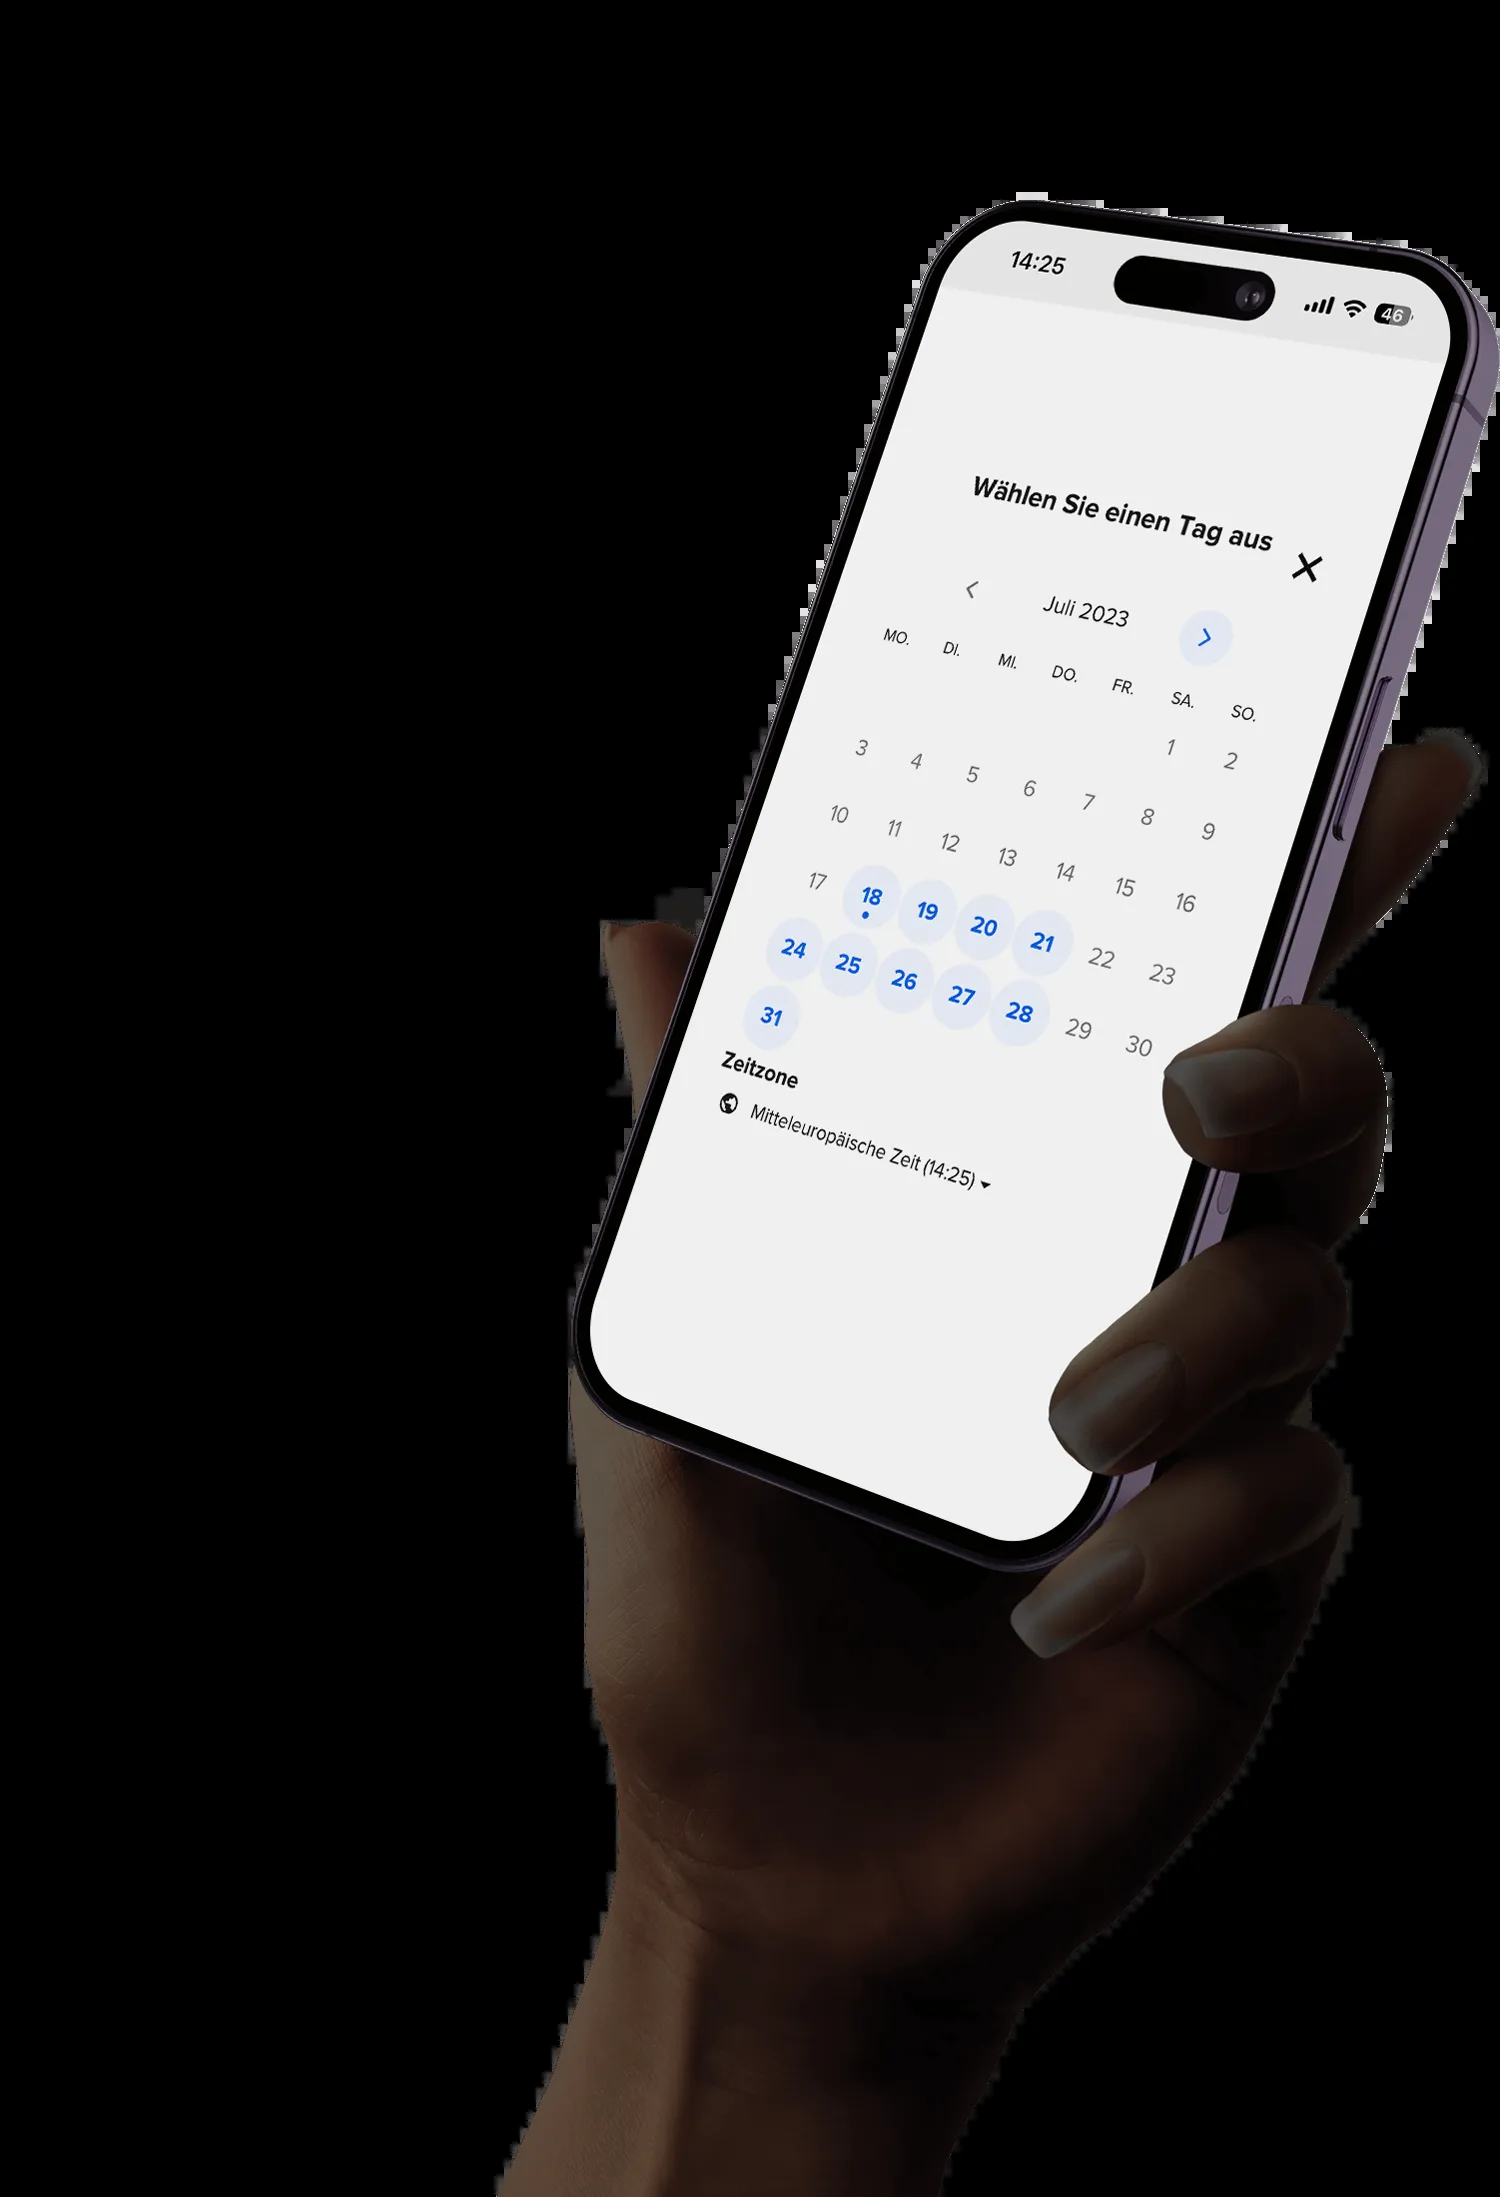 14:25
46
Wählen Sie einen Tag aus
Juli 2023
MO. DI. MI. DO. FR. SA. SO.
1 2
3 4 5 6 7 8 9
10 11 12 13 14 15 16
17 18 19 20 21 22 23
24 25 26 27 28 29 30
31
Zeitzone
Mitteleuropäische Zeit (14:25)